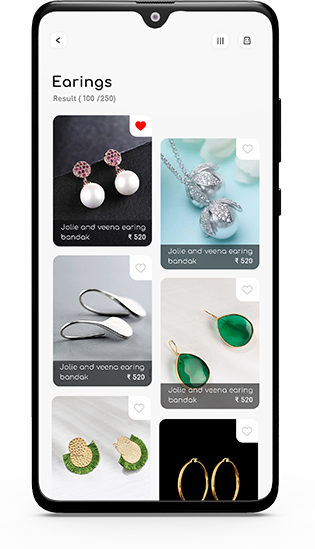 Earings
Result ( 100 /250)
Jolie and veena earing
bandak ₹ 520
Jolie and veena earing
bandak ₹ 520
Jolie and veena earing
bandak ₹ 520
Jolie and veena earing
bandak ₹ 520